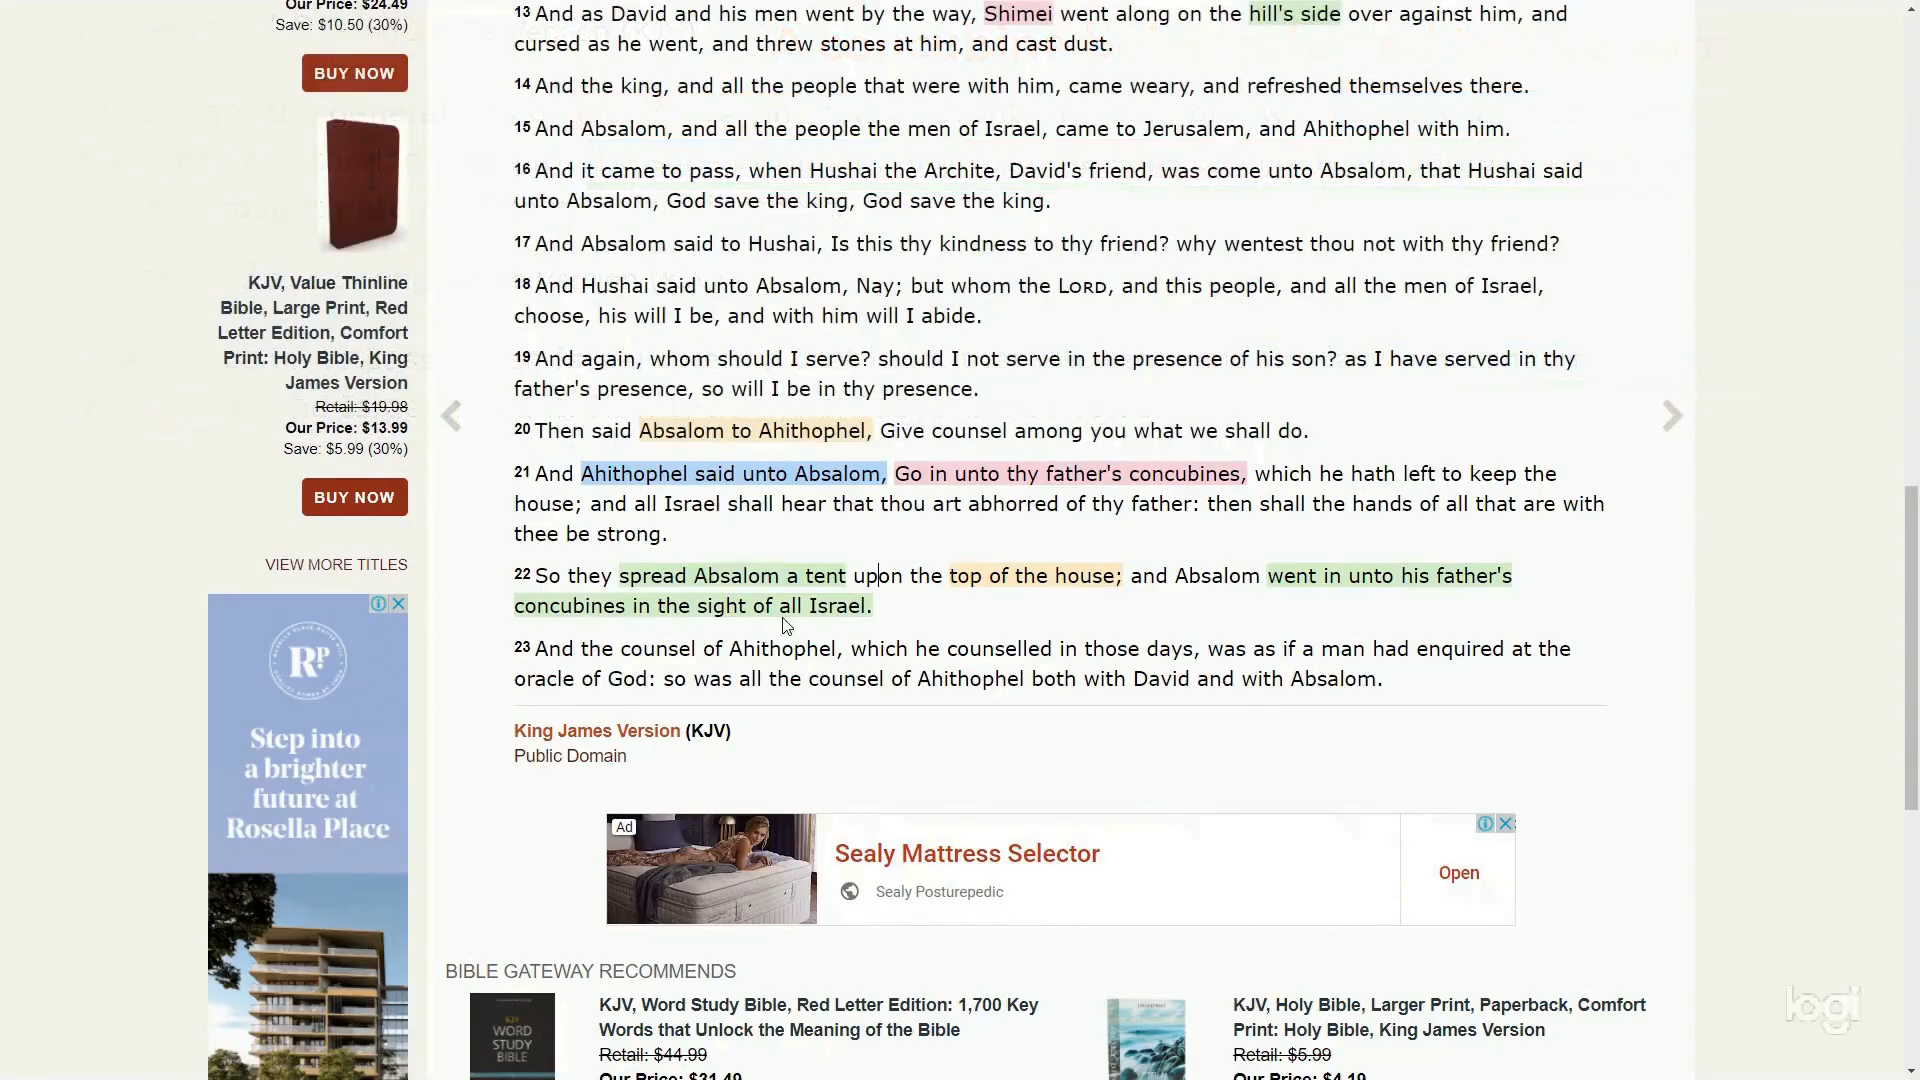 Our Price: $24.49
Save: $10.50 (30%)
BUY NOW
KJV, Value Thinline
Bible, Large Print, Red
Letter Edition, Comfort
Print: Holy Bible, King
James Version
Retail: $19.98
Our Price: $13.99
Save: $5.99 (30%)
BUY NOW
VIEW MORE TITLES
RP
Step into
a brighter
future at
Rosella Place
13 And as David and his men went by the way, Shimei went along on the hill's side over against him, and
cursed as he went, and threw stones at him, and cast dust.
14 And the king, and all the people that were with him, came weary, and refreshed themselves there.
15 And Absalom, and all the people the men of Israel, came to Jerusalem, and Ahithophel with him.
16 And it came to pass, when Hushai the Archite, David's friend, was come unto Absalom, that Hushai said
unto Absalom, God save the king, God save the king.
17 And Absalom said to Hushai, Is this thy kindness to thy friend? why wentest thou not with thy friend?
18 And Hushai said unto Absalom, Nay; but whom the LORD, and this people, and all the men of Israel,
choose, his will I be, and with him will I abide.
19 And again, whom should I serve? should I not serve in the presence of his son? as I have served in thy
father's presence, so will I be in thy presence.
20 Then said Absalom to Ahithophel, Give counsel among you what we shall do.
21 And Ahithophel said unto Absalom, Go in unto thy father's concubines, which he hath left to keep the
house; and all Israel shall hear that thou art abhorred of thy father: then shall the hands of all that are with
thee be strong.
22 So they spread Absalom a tent upon the top of the house; and Absalom went in unto his father's
concubines in the sight of all Israel.
23 And the counsel of Ahithophel, which he counselled in those days, was as if a man had enquired at the
oracle of God: so was all the counsel of Ahithophel both with David and with Absalom.
King James Version (KJV)
Public Domain
Ad
Sealy Mattress Selector
Sealy Posturepedic
Open
BIBLE GATEWAY RECOMMENDS
KJV
WORD
STUDY
BIBLE
KJV, Word Study Bible, Red Letter Edition: 1,700 Key
Words that Unlock the Meaning of the Bible
Retail: $44.99
Our Price: $31.49
KJV, Holy Bible, Larger Print, Paperback, Comfort
Print: Holy Bible, King James Version
Retail: $5.99
Our Price: $4.19
logi